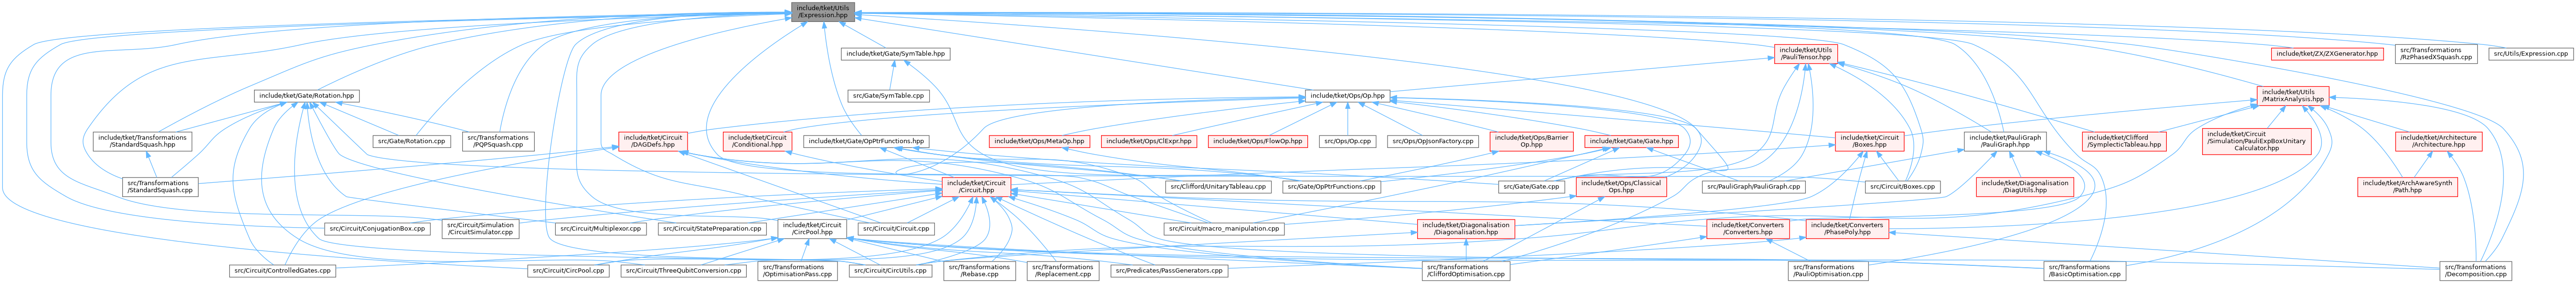 include/tket/Utils
/Expression.hpp
include/tket/Gate/SymTable.hpp
include/tket/Utils
/PauliTensor.hpp
include/tket/ZX/ZXGenerator.hpp
src/Transformations
/RzPhasedXSquash.cpp
src/Utils/Expression.cpp
include/tket/Gate/Rotation.hpp
src/Gate/SymTable.cpp
include/tket/Ops/Op.hpp
include/tket/Utils
/MatrixAnalysis.hpp
include/tket/Transformations
/StandardSquash.hpp
src/Gate/Rotation.cpp
src/Transformations
/PQPSquash.cpp
include/tket/Circuit
/DAGDefs.hpp
include/tket/Circuit
/Conditional.hpp
include/tket/Gate/OpPtrFunctions.hpp
include/tket/Ops/MetaOp.hpp
include/tket/Ops/ClExpr.hpp
include/tket/Ops/FlowOp.hpp
src/Ops/Op.cpp
src/Ops/OpJsonFactory.cpp
include/tket/Ops/Barrier
Op.hpp
include/tket/Gate/Gate.hpp
include/tket/Circuit
/Boxes.hpp
include/tket/PauliGraph
/PauliGraph.hpp
include/tket/Clifford
/SymplecticTableau.hpp
include/tket/Circuit
/Simulation/PauliExpBoxUnitary
Calculator.hpp
include/tket/Architecture
/Architecture.hpp
src/Transformations
/StandardSquash.cpp
include/tket/Circuit
/Circuit.hpp
src/Clifford/UnitaryTableau.cpp
src/Gate/OpPtrFunctions.cpp
src/Gate/Gate.cpp
include/tket/Ops/Classical
Ops.hpp
src/PauliGraph/PauliGraph.cpp
src/Circuit/Boxes.cpp
include/tket/Diagonalisation
/DiagUtils.hpp
include/tket/ArchAwareSynth
/Path.hpp
src/Circuit/ConjugationBox.cpp
src/Circuit/Simulation
/CircuitSimulator.cpp
src/Circuit/Multiplexor.cpp
src/Circuit/StatePreparation.cpp
include/tket/Circuit
/CircPool.hpp
src/Circuit/Circuit.cpp
src/Circuit/macro_manipulation.cpp
include/tket/Diagonalisation
/Diagonalisation.hpp
include/tket/Converters
/Converters.hpp
include/tket/Converters
/PhasePoly.hpp
src/Circuit/ControlledGates.cpp
src/Circuit/CircPool.cpp
src/Circuit/ThreeQubitConversion.cpp
src/Transformations
/OptimisationPass.cpp
src/Circuit/CircUtils.cpp
src/Transformations
/Rebase.cpp
src/Transformations
/Replacement.cpp
src/Predicates/PassGenerators.cpp
src/Transformations
/CliffordOptimisation.cpp
src/Transformations
/PauliOptimisation.cpp
src/Transformations
/BasicOptimisation.cpp
src/Transformations
/Decomposition.cpp